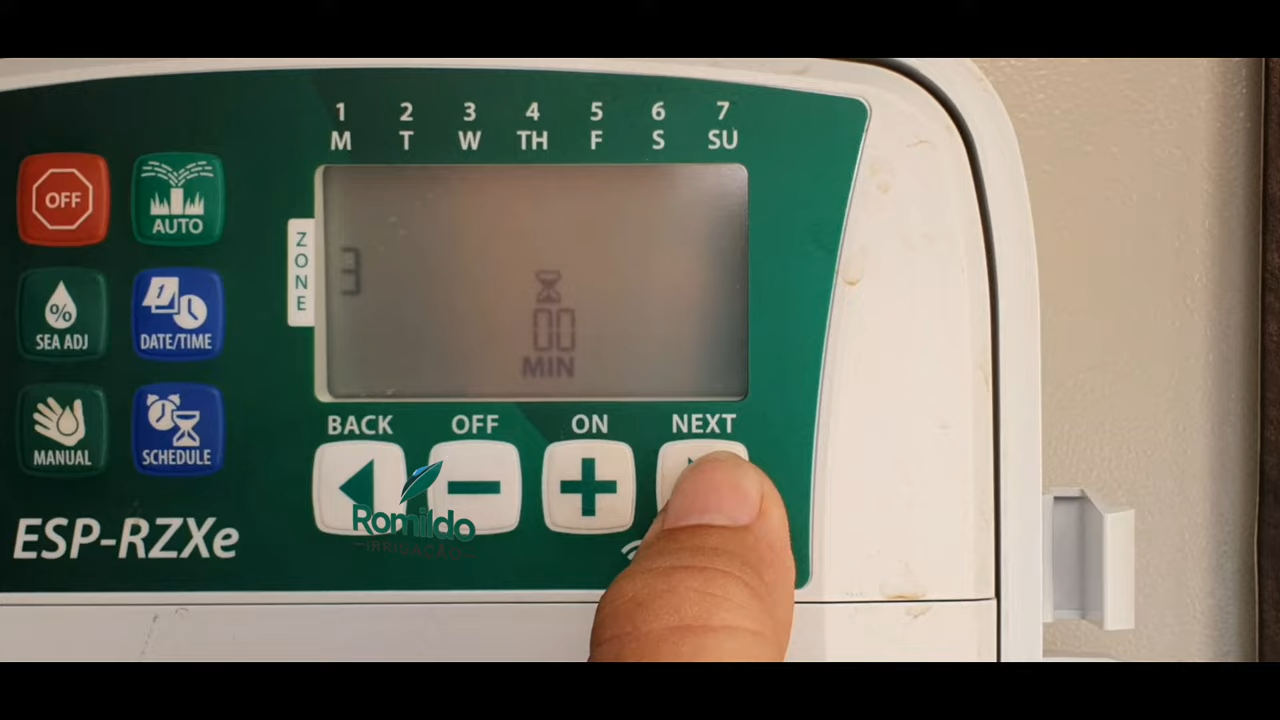 1 2 3 4 5 6 7
M T W TH F S SU
OFF
AUTO
ZONE
3
00
MIN
SEA ADJ
1
%
DATE/TIME
MANUAL
SCHEDULE
BACK OFF ON NEXT
Romildo
IRRIGAÇÃO
ESP-RZXe